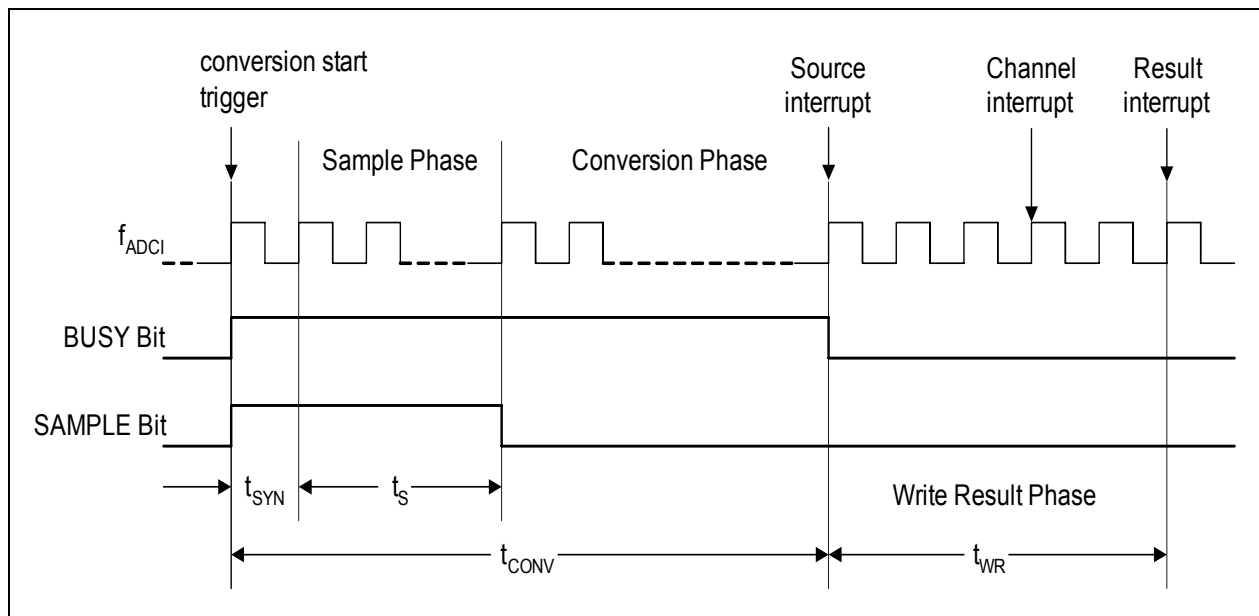 conversion start
trigger
Source
interrupt
Channel
interrupt
Result
interrupt
Sample Phase
Conversion Phase
fADCI
BUSY Bit
SAMPLE Bit
tSYN
tS
Write Result Phase
tCONV
tWR